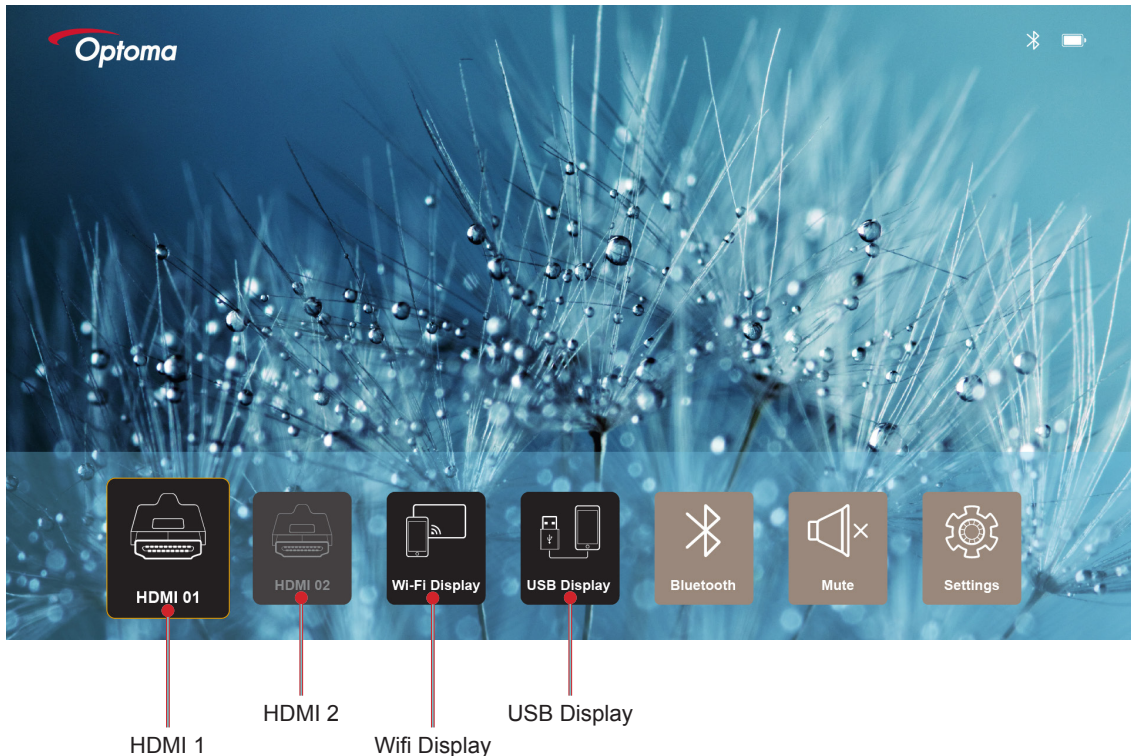 Optoma
HDMI 01
HDMI 02
Wi-Fi Display
USB Display
Bluetooth
Mute
Settings
HDMI 2
USB Display
HDMI 1
Wifi Display